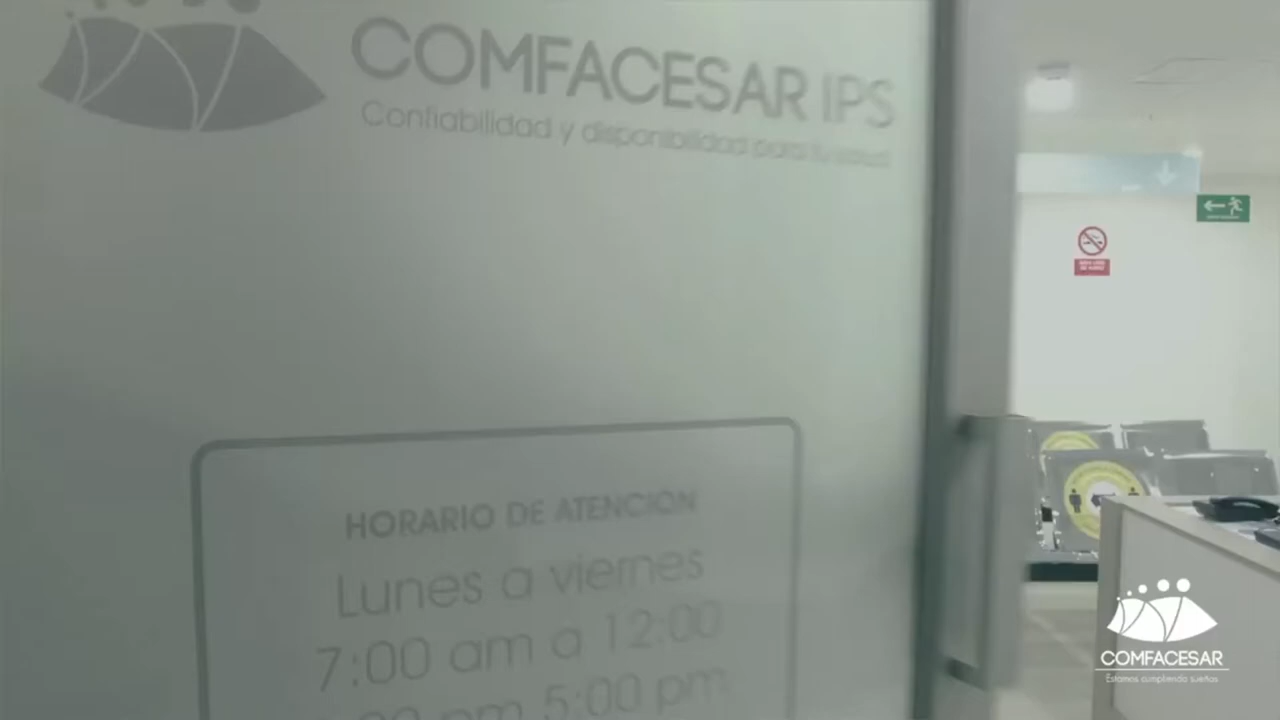 COMFACESAR IPS
Confiabilidad y disponibilidad para tu salud
HORARIO DE ATENCIÓN
Lunes a viernes
7:00 am a 12:00
pm 5:00 pm
COMFACESAR
Estamos cumpliendo sueños